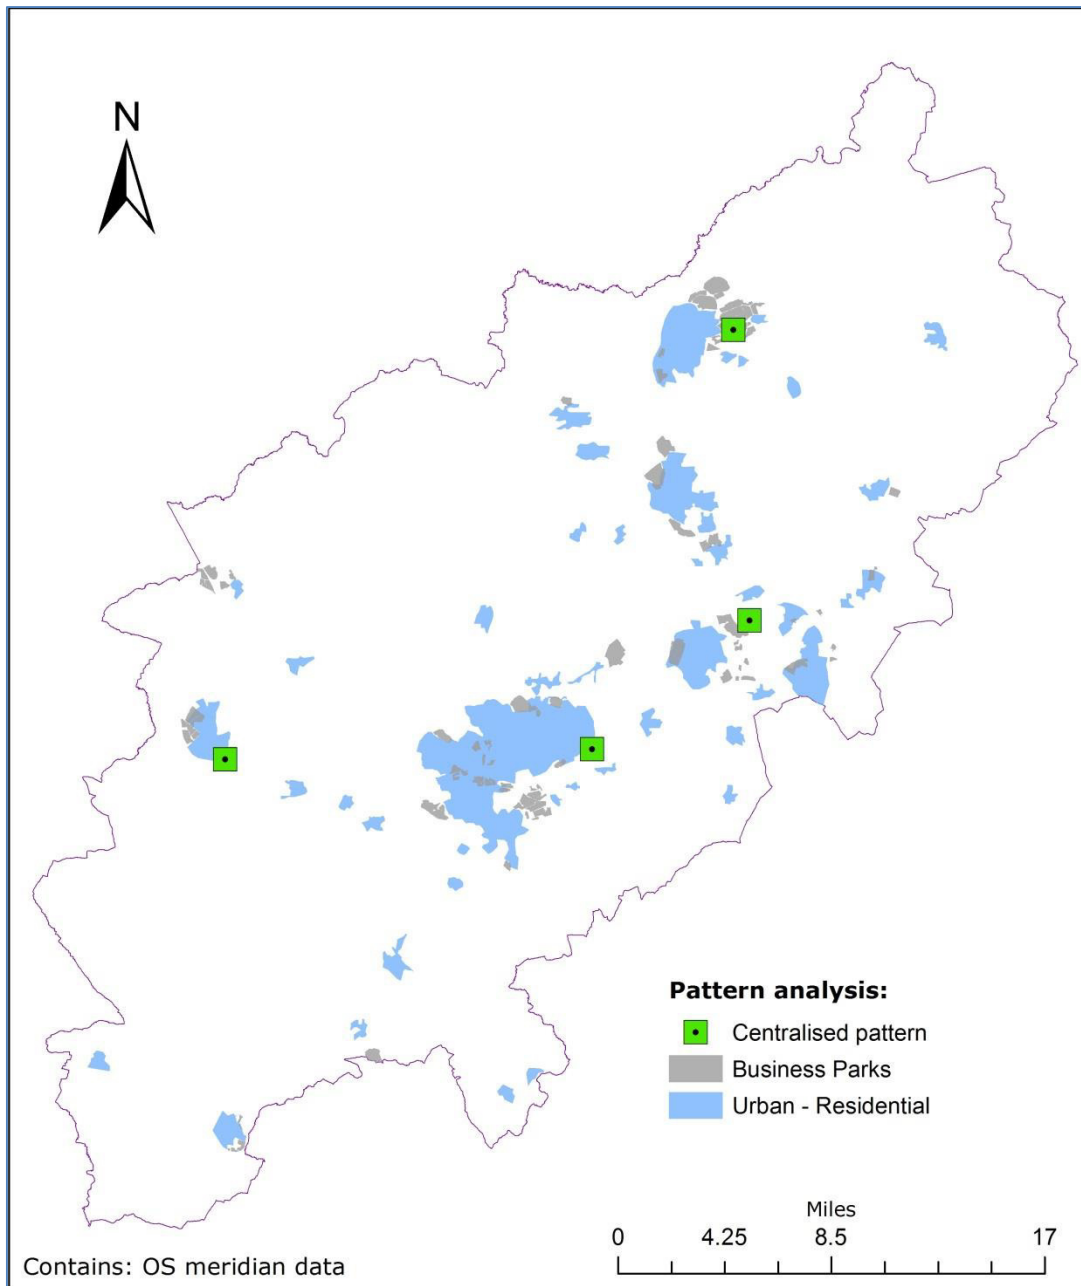 N
Pattern analysis:
Centralised pattern
Business Parks
Urban - Residential
Miles
0 4.25 8.5 17
Contains: OS meridian data